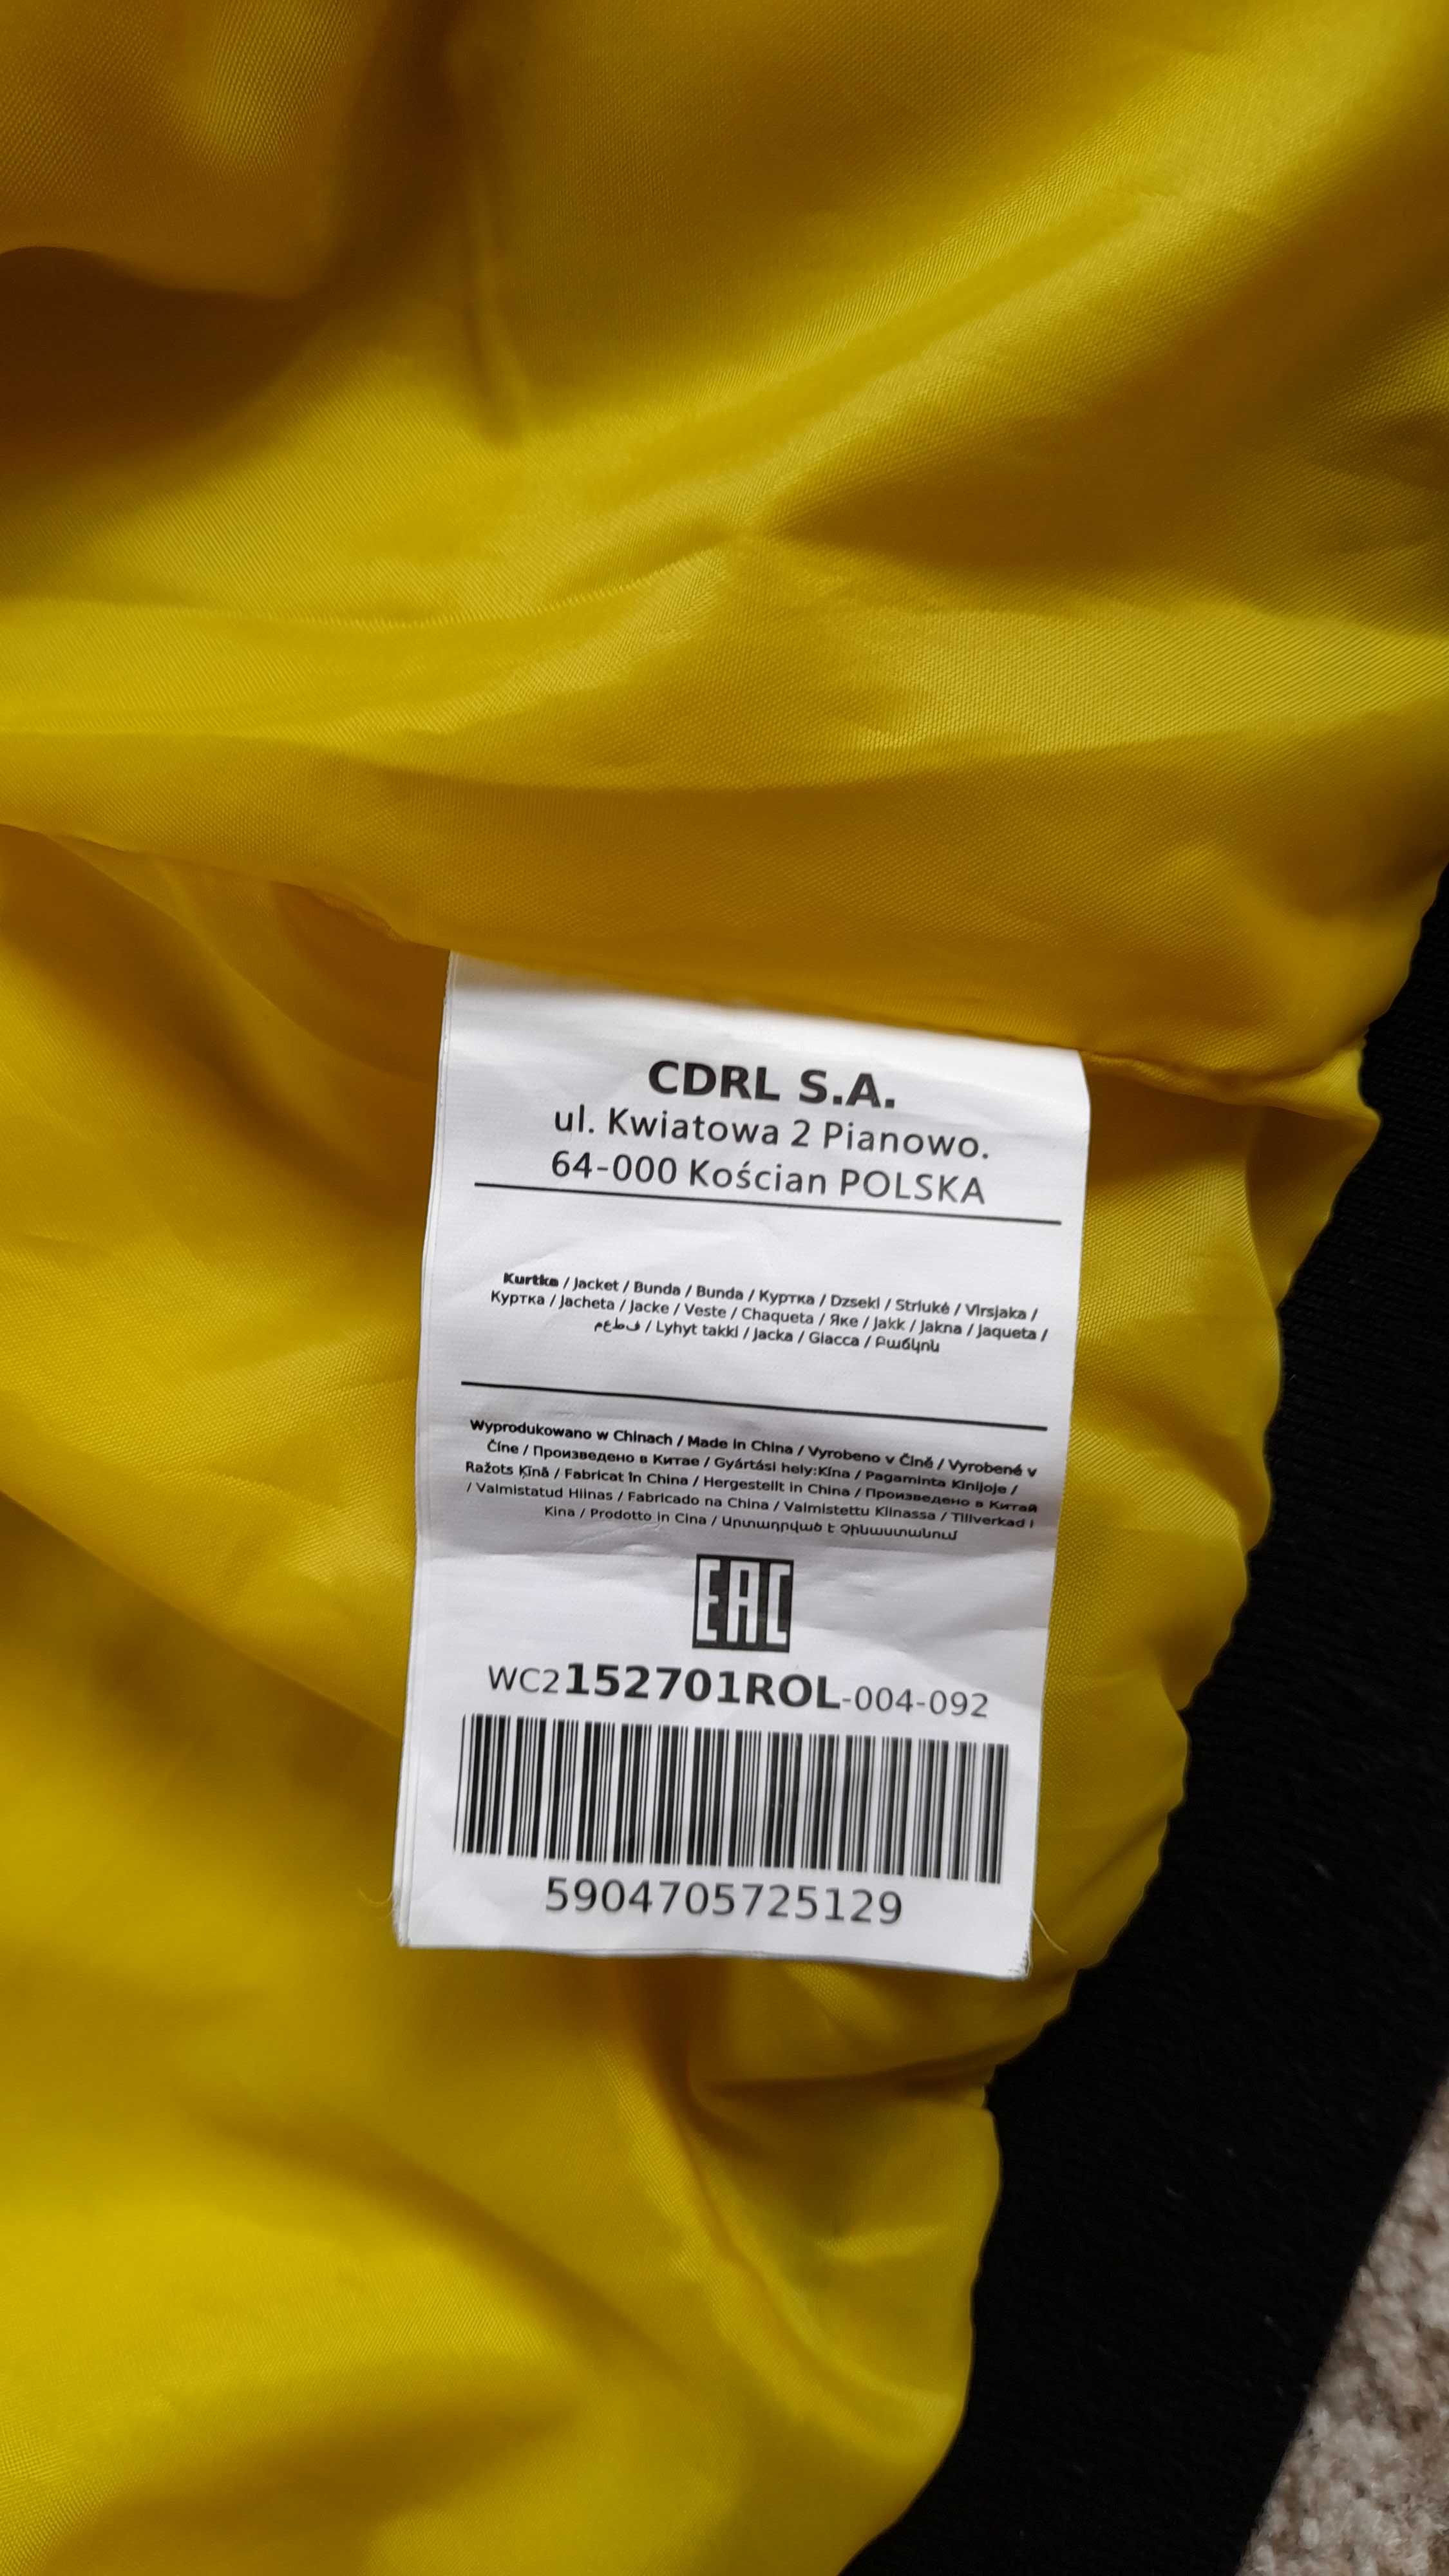 CDRL S.A.
ul. Kwiatowa 2 Pianowo.
64-000 Kościan POLSKA
Kurtka / Jacket / Bunda / Bunda / Куртка / Dzseki / Striukė / Virsjaka /
Куртка / Jacheta / Jacke / Veste / Chaqueta / Яке / Jakk / Jakna / Jaqueta /
/ Lyhyt takki / Jacka / Giacca / Բաճկոն
Wyprodukowano w Chinach / Made in China / Vyrobeno v Číně / Vyrobené v
Číne / Произведено в Китае / Gyártási hely:Kína / Pagaminta Kinijoje /
Ražots Ķīnā / Fabricat în China / Hergestellt in China / Произведено в Китай
/ Valmistatud Hiinas / Fabricado na China / Valmistettu Kiinassa / Tillverkad i
Kina / Prodotto in Cina / Արտադրված է Չինաստանում
EAC
WC2152701ROL-004-092
5904705725129